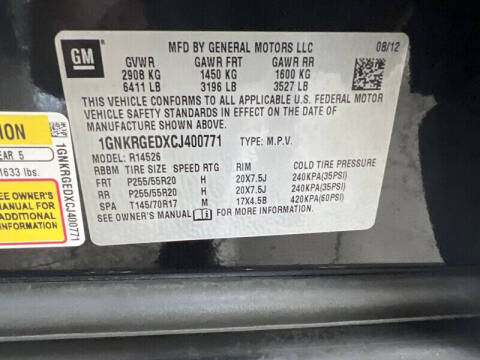 GM
MFD BY GENERAL MOTORS LLC 08/12
GVWR GAWR FRT GAWR RR
2908 KG 1450 KG 1600 KG
6411 LB 3196 LB 3527 LB
THIS VEHICLE CONFORMS TO ALL APPLICABLE U.S. FEDERAL MOTOR
VEHICLE SAFETY STANDARDS IN EFFECT ON THE DATE OF
MANUFACTURE SHOWN ABOVE.
1GNKRGEDXCJ400771 TYPE: M.P.V.
MODEL: R14526
RBBM TIRE SIZE SPEED RTG RIM COLD TIRE PRESSURE
FRT P255/55R20 H 20X7.5J 240KPA(35PSI)
RR P255/55R20 H 20X7.5J 240KPA(35PSI)
SPA T145/70R17 M 17X4.5B 420KPA(60PSI)
SEE OWNER'S MANUAL FOR MORE INFORMATION.
ION
EAR 5
1633 lbs.
SEE OWNER'S
MANUAL FOR
ADDITIONAL
INFORMATION
1GNKRGEDXCJ400771